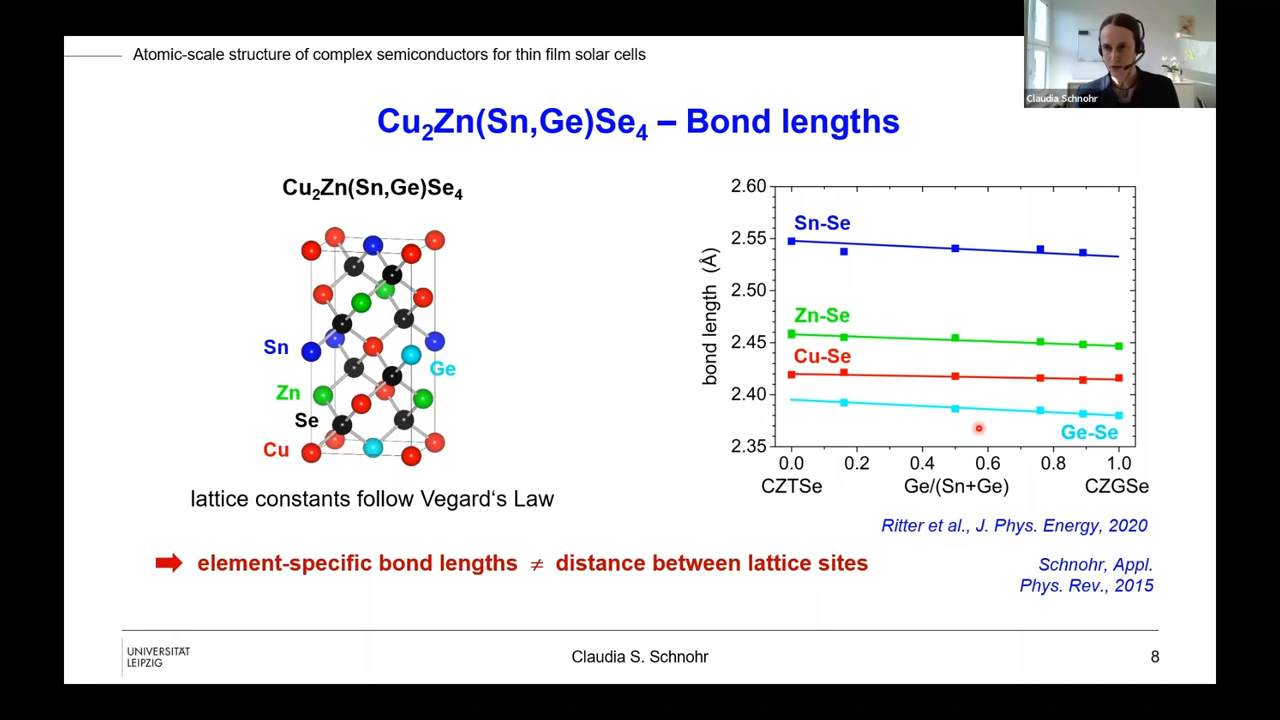 Atomic-scale structure of complex semiconductors for thin film solar cells
Claudia Schnohr
Cu₂Zn(Sn,Ge)Se₄ – Bond lengths
Cu₂Zn(Sn,Ge)Se₄
Sn
Ge
Zn
Se
Cu
lattice constants follow Vegard‘s Law
bond length (Å)
2.60
2.55
2.50
2.45
2.40
2.35
Sn-Se
Zn-Se
Cu-Se
Ge-Se
0.0 0.2 0.4 0.6 0.8 1.0
CZTSe Ge/(Sn+Ge) CZGSe
Ritter et al., J. Phys. Energy, 2020
element-specific bond lengths ≠ distance between lattice sites
Schnohr, Appl.
Phys. Rev., 2015
UNIVERSITÄT
LEIPZIG
Claudia S. Schnohr
8